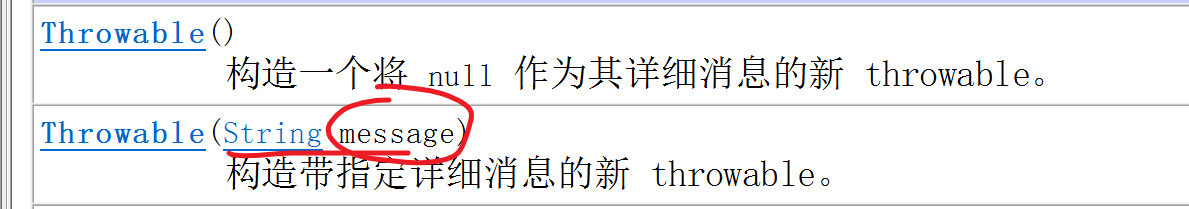 Throwable()
构造一个将 null 作为其详细消息的新 throwable。
Throwable(String message)
构造带指定详细消息的新 throwable。